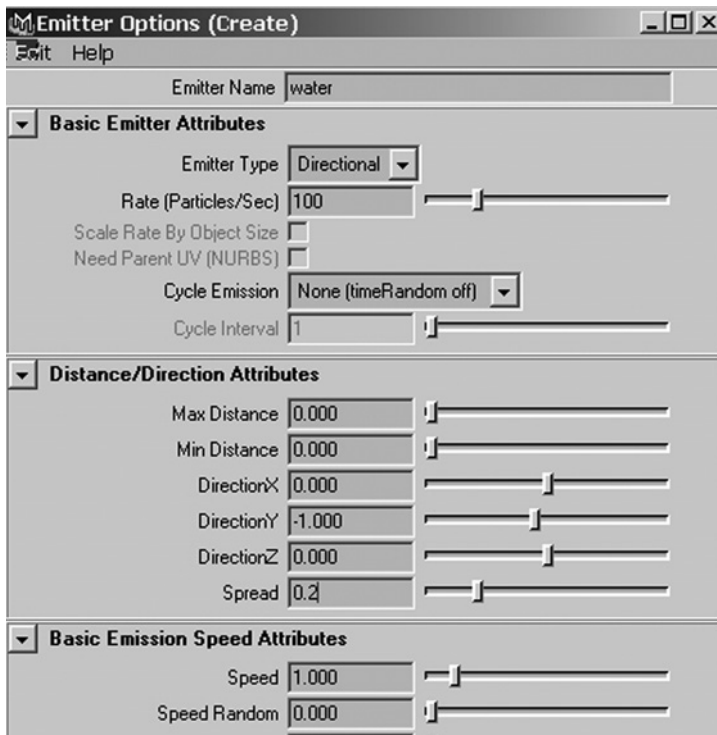 Emitter Options (Create)
Edit Help
Emitter Name water
Basic Emitter Attributes
Emitter Type Directional
Rate (Particles/Sec) 100
Scale Rate By Object Size
Need Parent UV (NURBS)
Cycle Emission None (timeRandom off)
Cycle Interval 1
Distance/Direction Attributes
Max Distance 0.000
Min Distance 0.000
DirectionX 0.000
DirectionY -1.000
DirectionZ 0.000
Spread 0.2
Basic Emission Speed Attributes
Speed 1.000
Speed Random 0.000